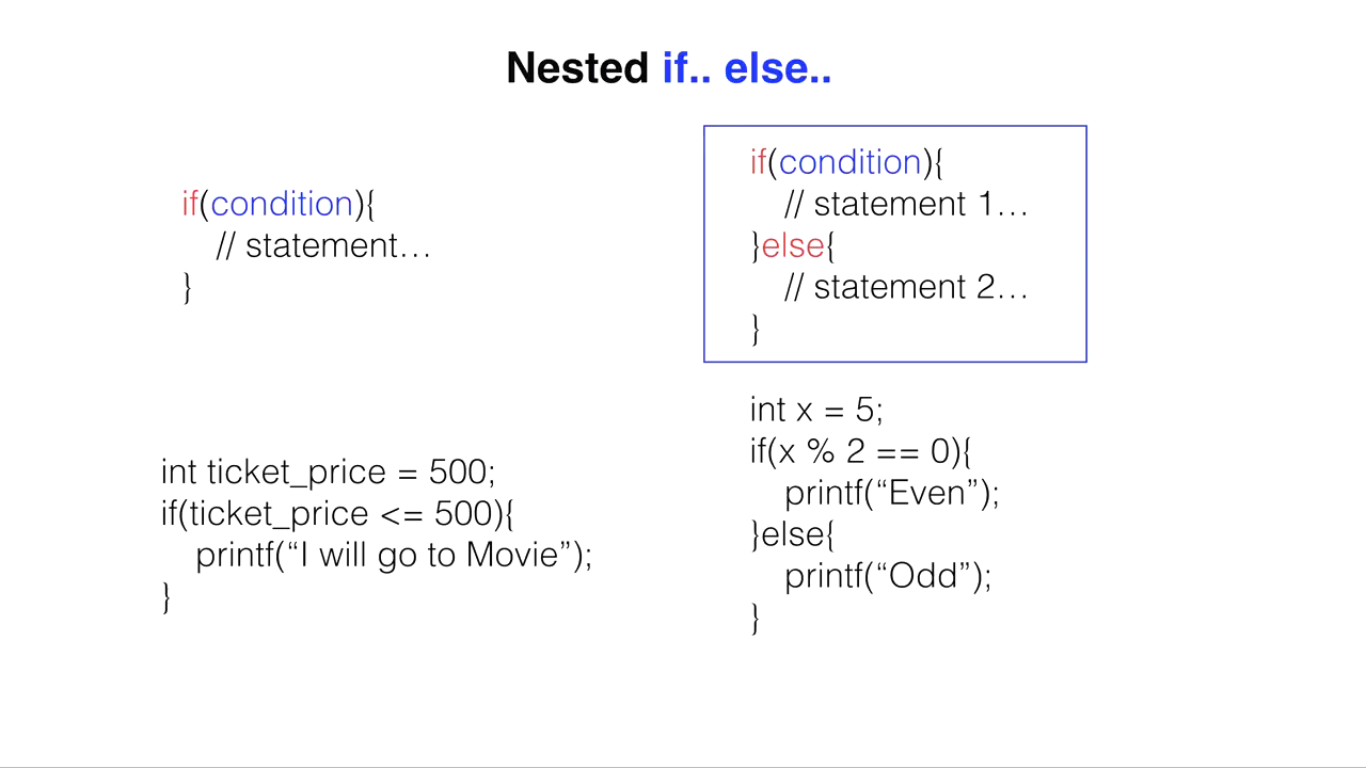 Nested if.. else..
if(condition){
// statement...
}
if(condition){
// statement 1...
}else{
// statement 2...
}
int ticket_price = 500;
if(ticket_price <= 500){
printf(“I will go to Movie”);
}
int x = 5;
if(x % 2 == 0){
printf(“Even”);
}else{
printf(“Odd”);
}